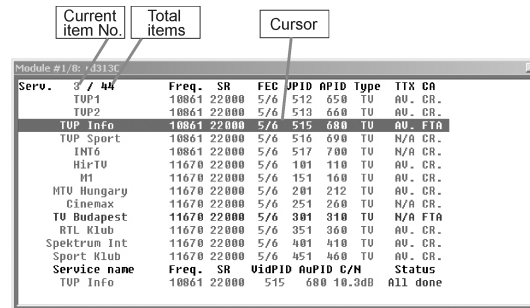 Current item No.
Total items
Cursor
Module #1/8: rd313C
Serv. 3 / 44 Freq. SR FEC VPID APID Type TTX CA
TVP1 10861 22000 5/6 512 650 TV AV. CR.
TVP2 10861 22000 5/6 513 660 TV AV. CR.
TVP Info 10861 22000 5/6 515 680 TV AV. FTA
TVP Sport 10861 22000 5/6 516 690 TV N/A CR.
INT6 10861 22000 5/6 517 700 TV N/A CR.
HirTV 11670 22000 5/6 101 110 TV AV. CR.
M1 11670 22000 5/6 151 160 TV AV. CR.
MTV Hungary 11670 22000 5/6 201 212 TV AV. CR.
Cinemax 11670 22000 5/6 251 260 TV N/A CR.
TV Budapest 11670 22000 5/6 301 310 TV N/A FTA
RTL Klub 11670 22000 5/6 351 360 TV AV. CR.
Spektrum Int 11670 22000 5/6 401 410 TV AV. CR.
Sport Klub 11670 22000 5/6 451 460 TV AV. CR.
Service name Freq. SR VidPID AuPID C/N Status
TVP Info 10861 22000 515 680 10.3dB All done